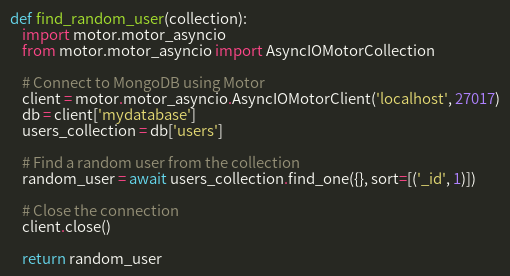 def find_random_user(collection):
    import motor.motor_asyncio
    from motor.motor_asyncio import AsyncIOMotorCollection

    # Connect to MongoDB using Motor
    client = motor.motor_asyncio.AsyncIOMotorClient('localhost', 27017)
    db = client['mydatabase']
    users_collection = db['users']

    # Find a random user from the collection
    random_user = await users_collection.find_one({}, sort=[('_id', 1)])

    # Close the connection
    client.close()

    return random_user